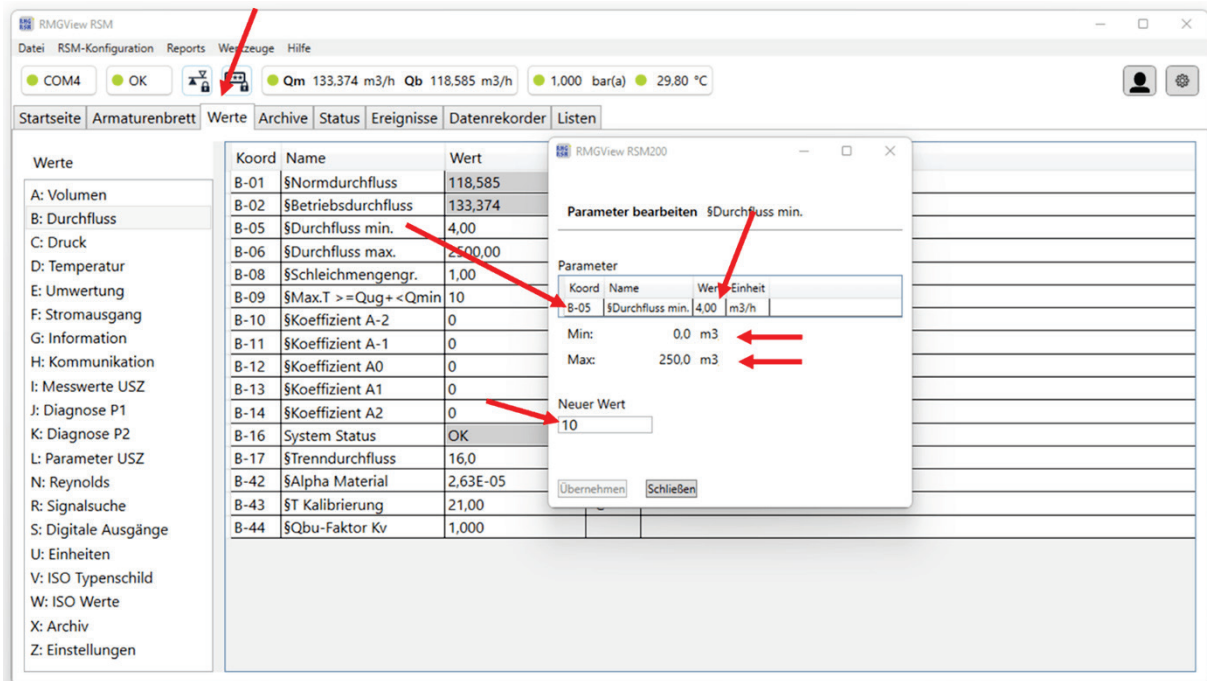 RMGView RSM
Datei RSM-Konfiguration Reports Werkzeuge Hilfe
COM4 OK Qm 133,374 m3/h Qb 118,585 m3/h 1,000 bar(a) 29,80 °C
Startseite Armaturenbrett Werte Archive Status Ereignisse Datenrekorder Listen
Werte
A: Volumen
B: Durchfluss
C: Druck
D: Temperatur
E: Umwertung
F: Stromausgang
G: Information
H: Kommunikation
I: Messwerte USZ
J: Diagnose P1
K: Diagnose P2
L: Parameter USZ
N: Reynolds
R: Signalsuche
S: Digitale Ausgänge
U: Einheiten
V: ISO Typenschild
W: ISO Werte
X: Archiv
Z: Einstellungen
Koord Name Wert
B-01 §Normdurchfluss 118,585
B-02 §Betriebsdurchfluss 133,374
B-05 §Durchfluss min. 4,00
B-06 §Durchfluss max. 2500,00
B-08 §Schleichmengengr. 1,00
B-09 §Max.T >=Qug+<Qmin 10
B-10 §Koeffizient A-2 0
B-11 §Koeffizient A-1 0
B-12 §Koeffizient A0 0
B-13 §Koeffizient A1 0
B-14 §Koeffizient A2 0
B-16 System Status OK
B-17 §Trenndurchfluss 16,0
B-42 §Alpha Material 2,63E-05
B-43 §T Kalibrierung 21,00
B-44 §Qbu-Faktor Kv 1,000
RMGView RSM200
Parameter bearbeiten §Durchfluss min.
Parameter
Koord Name Wert Einheit
B-05 §Durchfluss min. 4,00 m3/h
Min: 0,0 m3
Max: 250,0 m3
Neuer Wert
10
Übernehmen Schließen